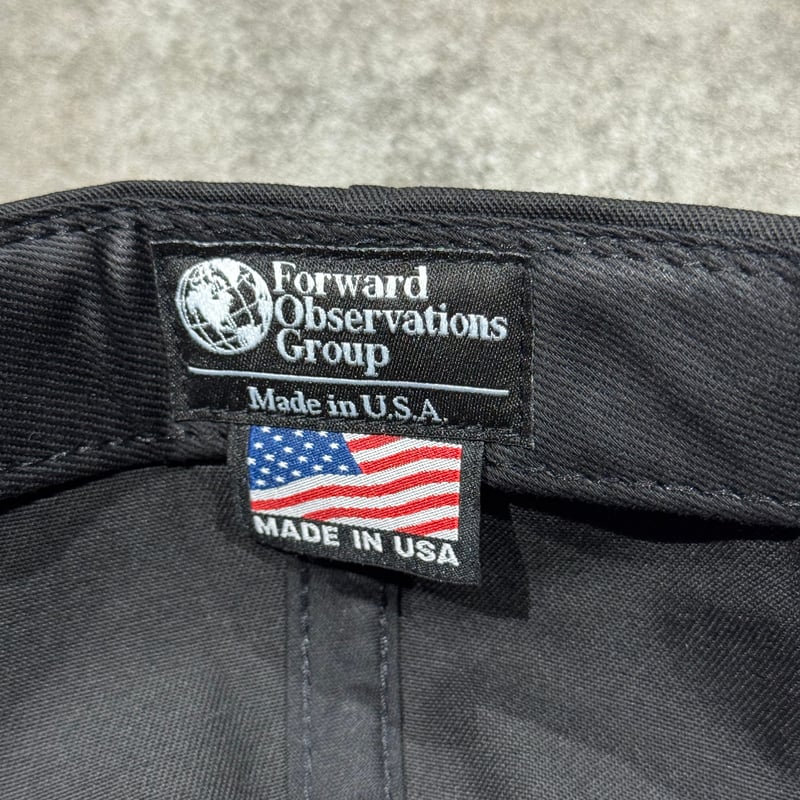 Forward
Observations
Group
Made in U.S.A.
MADE IN USA